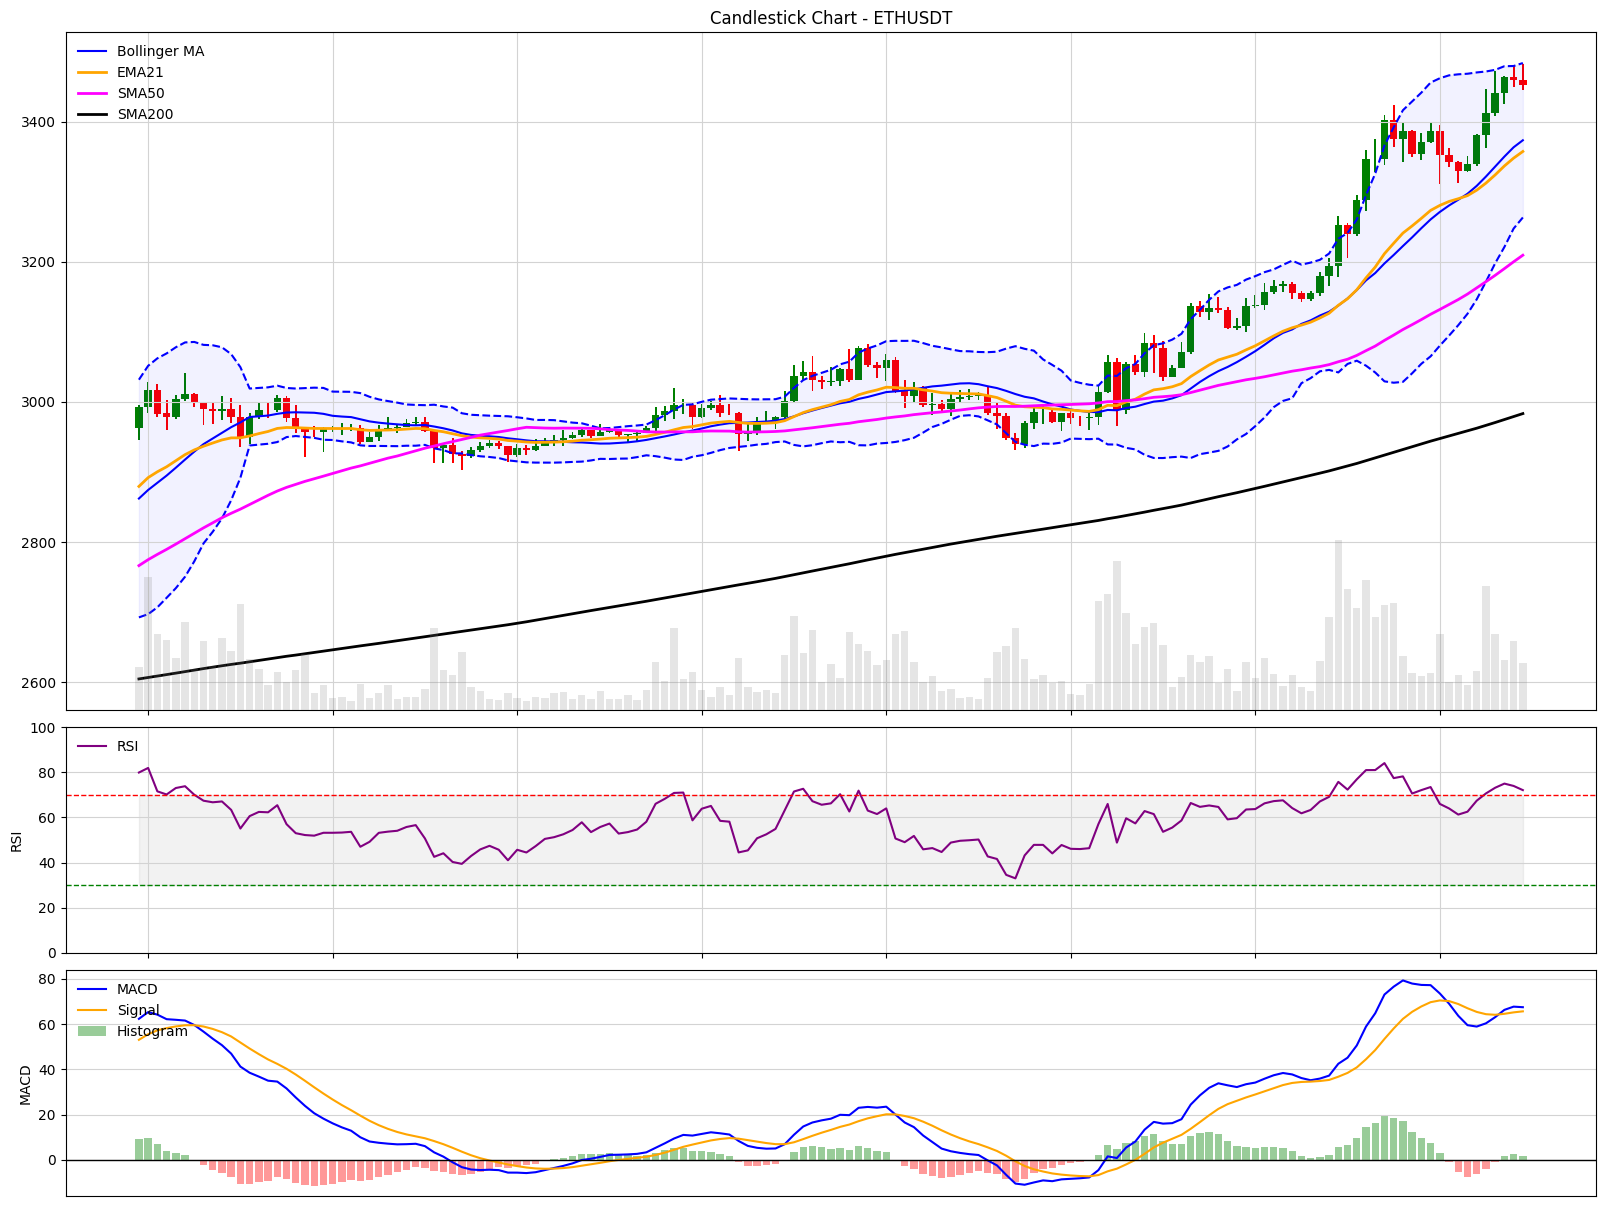 Candlestick Chart - ETHUSDT
Bollinger MA
EMA21
SMA50
SMA200
3400
3200
3000
2800
2600
RSI
100
80
60
40
20
0
RSI
MACD
Signal
Histogram
80
60
40
20
0
MACD